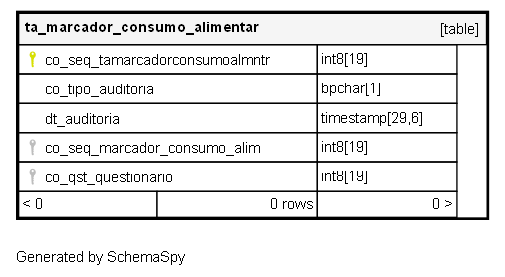 ta_marcador_consumo_alimentar [table]
co_seq_tamarcadorconsumoalmntr int8[19]
co_tipo_auditoria bpchar[1]
dt_auditoria timestamp[29,6]
co_seq_marcador_consumo_alim int8[19]
co_qst_questionario int8[19]
< 0 0 rows 0 >
Generated by SchemaSpy